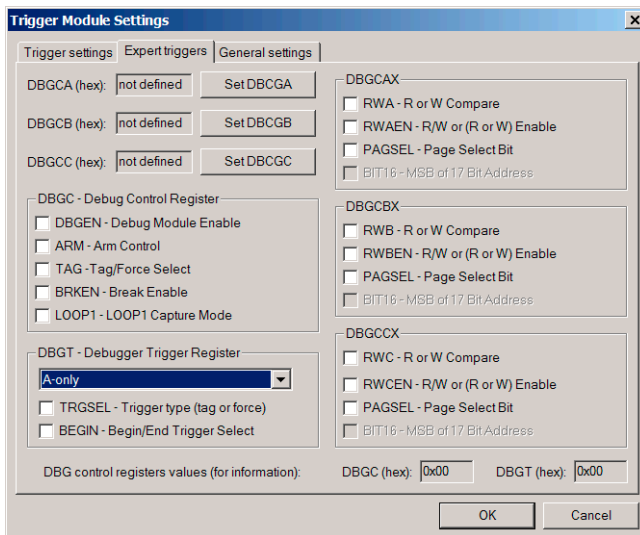 Trigger Module Settings
Trigger settings
Expert triggers
General settings
DBGCA (hex): not defined Set DBCGA
DBGCB (hex): not defined Set DBCGB
DBGCC (hex): not defined Set DBCGC
DBGC - Debug Control Register
DBGEN - Debug Module Enable
ARM - Arm Control
TAG - Tag/Force Select
BRKEN - Break Enable
LOOP1 - LOOP1 Capture Mode
DBGT - Debugger Trigger Register
A-only
TRGSEL - Trigger type (tag or force)
BEGIN - Begin/End Trigger Select
DBGCAX
RWA - R or W Compare
RWAEN - R/W or (R or W) Enable
PAGSEL - Page Select Bit
BIT16 - MSB of 17 Bit Address
DBGCBX
RWB - R or W Compare
RWBEN - R/W or (R or W) Enable
PAGSEL - Page Select Bit
BIT16 - MSB of 17 Bit Address
DBGCCX
RWC - R or W Compare
RWCEN - R/W or (R or W) Enable
PAGSEL - Page Select Bit
BIT16 - MSB of 17 Bit Address
DBG control registers values (for information): DBGC (hex): 0x00 DBGT (hex): 0x00
OK
Cancel